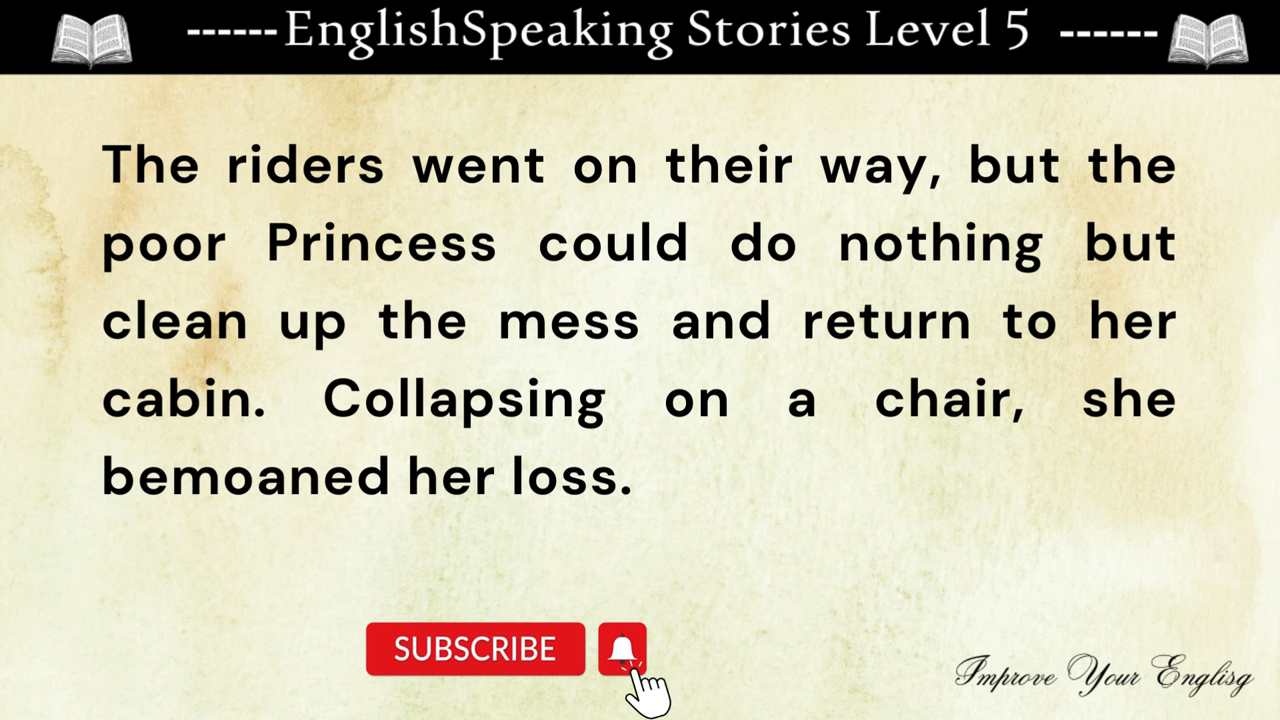 ------EnglishSpeaking Stories Level 5 ------
The riders went on their way, but the
poor Princess could do nothing but
clean up the mess and return to her
cabin. Collapsing on a chair, she
bemoaned her loss.
SUBSCRIBE
Improve Your Englisg